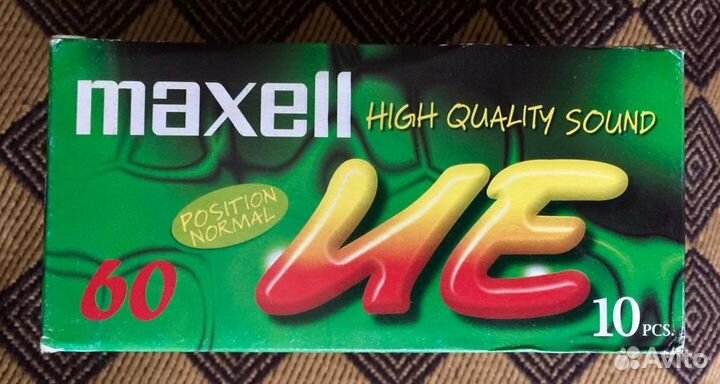 maxell HIGH QUALITY SOUND
POSITION
NORMAL
UE
60
10 PCS.
Avito